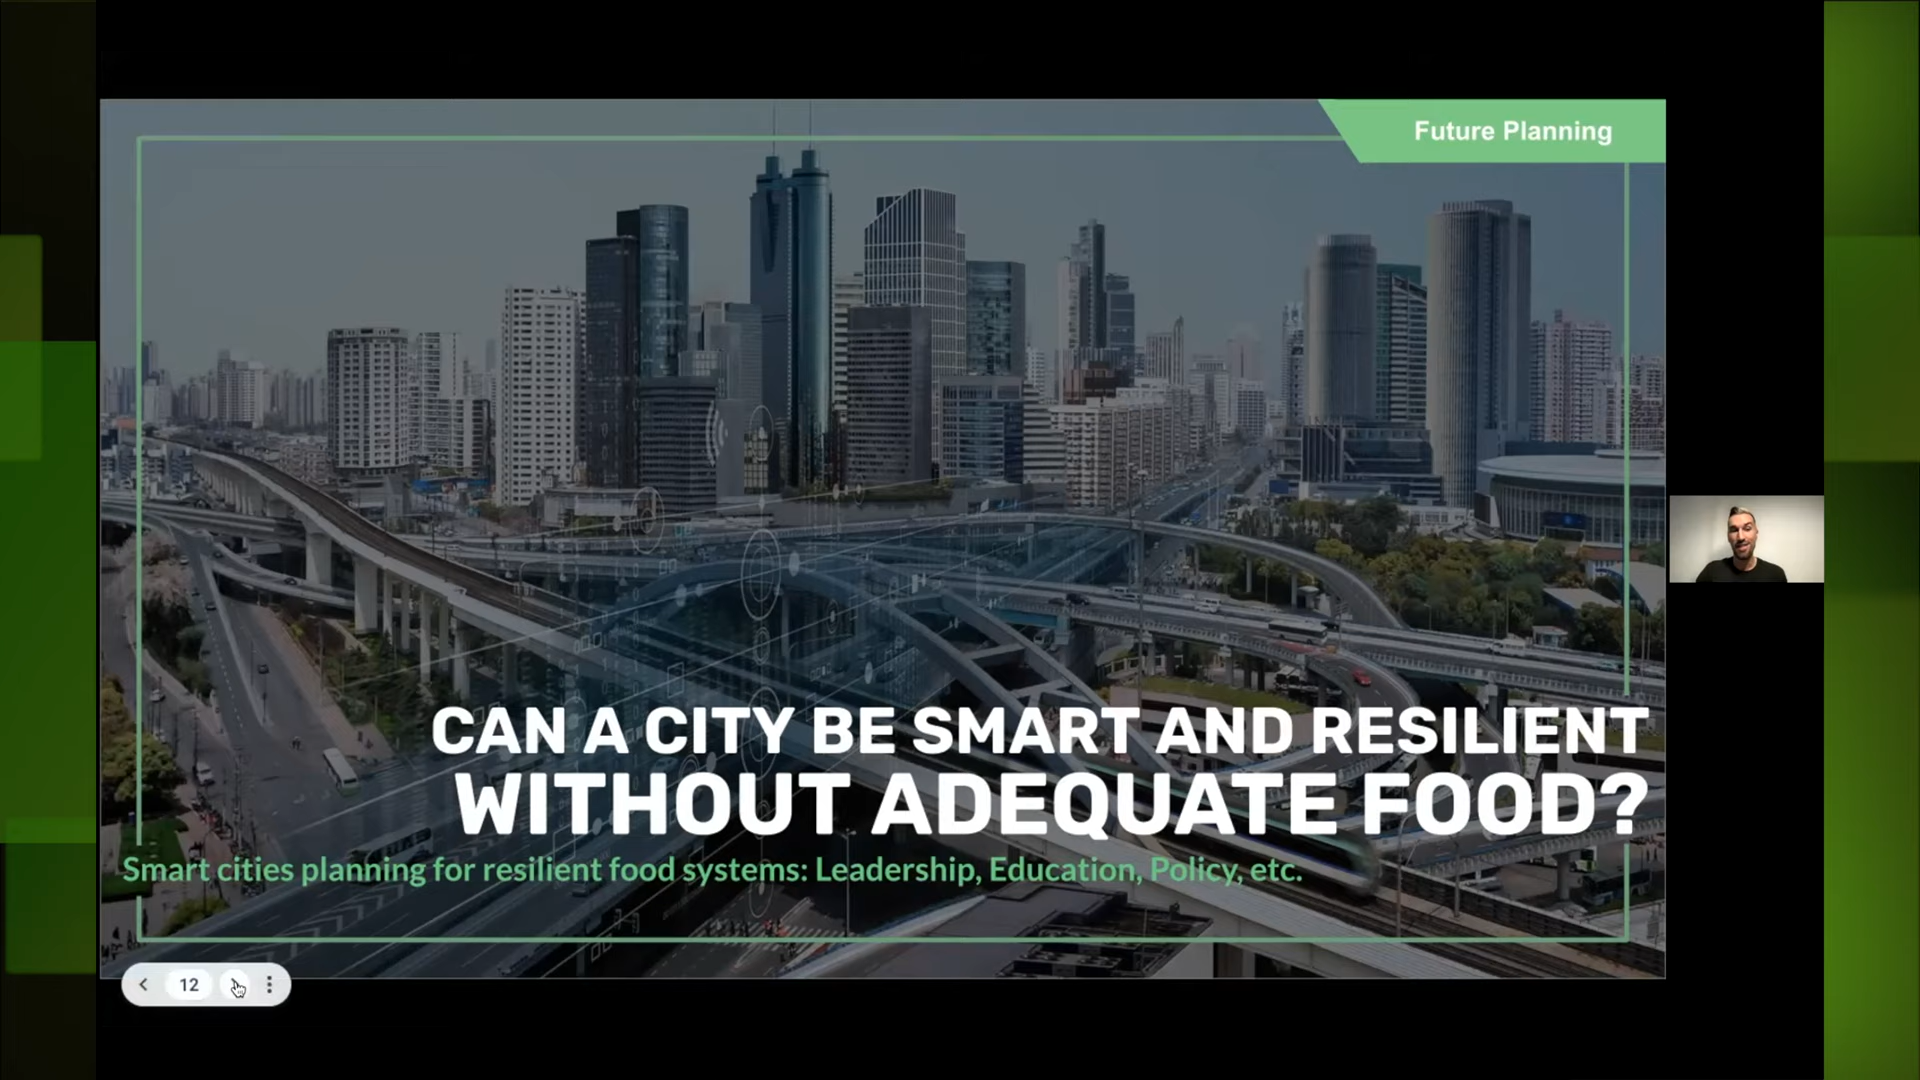 Future Planning
CAN A CITY BE SMART AND RESILIENT
WITHOUT ADEQUATE FOOD?
Smart cities planning for resilient food systems: Leadership, Education, Policy, etc.
12